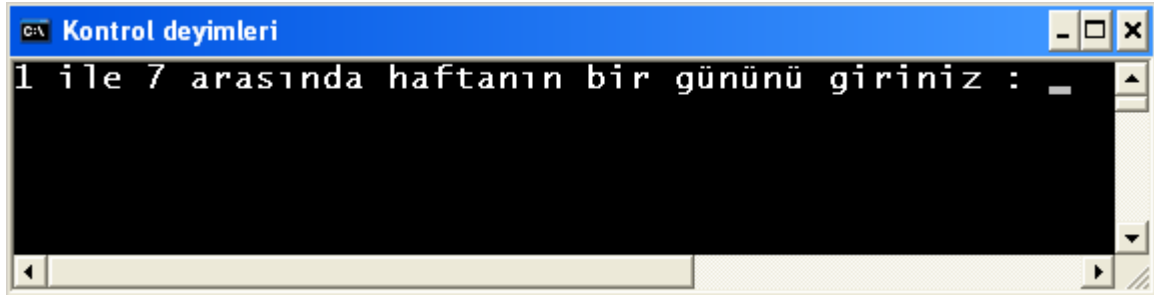 Kontrol deyimleri
1 ile 7 arasında haftanın bir gününü giriniz : _